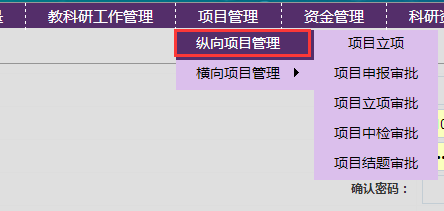 教科研工作管理 项目管理 资金管理 科研
纵向项目管理 项目立项
横向项目管理 项目申报审批
项目立项审批
项目中检审批
项目结题审批
确认密码：